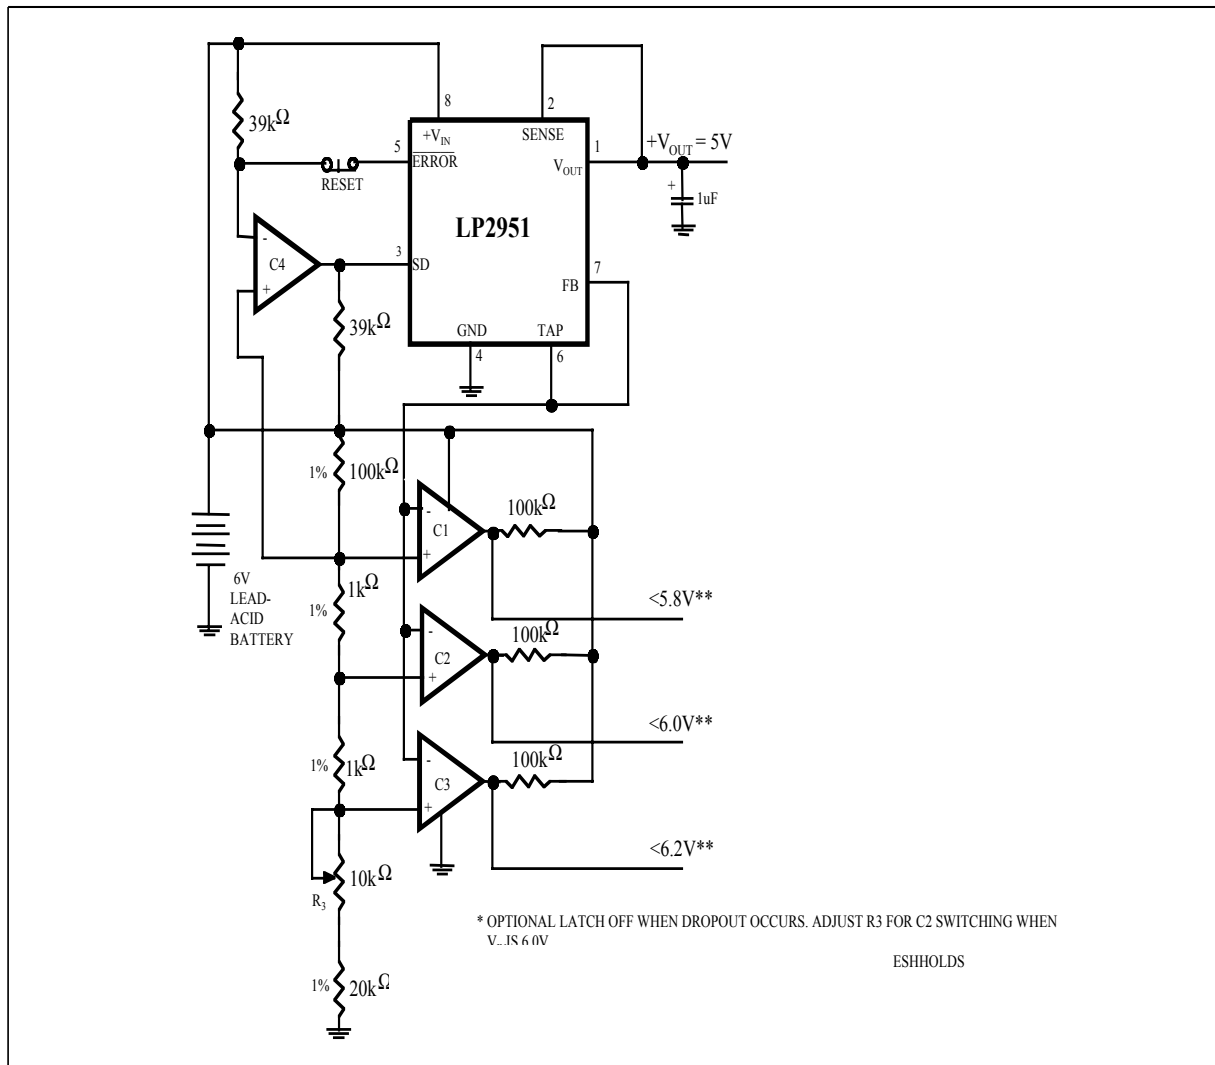 39kΩ
RESET
5
8
+VIN
ERROR
2
SENSE
1
VOUT
+VOUT = 5V
+
1uF
LP2951
-
C4
+
3
SD
7
FB
39kΩ
GND
4
TAP
6
1% 100kΩ
-
C1
+
100kΩ
6V
LEAD-
ACID
BATTERY
1% 1kΩ
<5.8V**
-
C2
+
100kΩ
<6.0V**
1% 1kΩ
-
C3
+
100kΩ
<6.2V**
10kΩ
R3
* OPTIONAL LATCH OFF WHEN DROPOUT OCCURS. ADJUST R3 FOR C2 SWITCHING WHEN
IS 6.0V
ESHHOLDS
1% 20kΩ